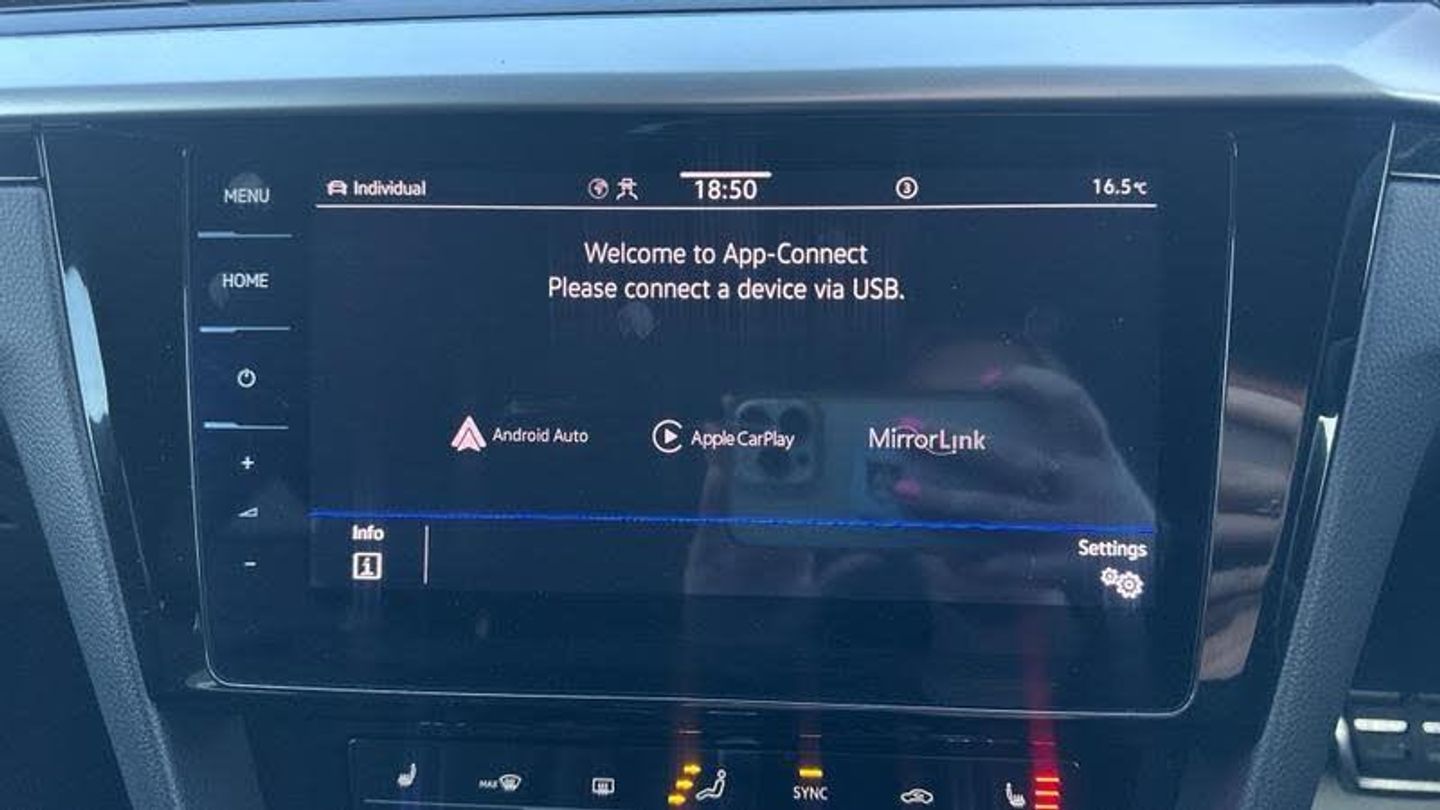 MENU
HOME
Individual
18:50
3
16.5°C
Welcome to App-Connect
Please connect a device via USB.
Android Auto
Apple CarPlay
MirrorLink
Info
Settings
MAX
SYNC